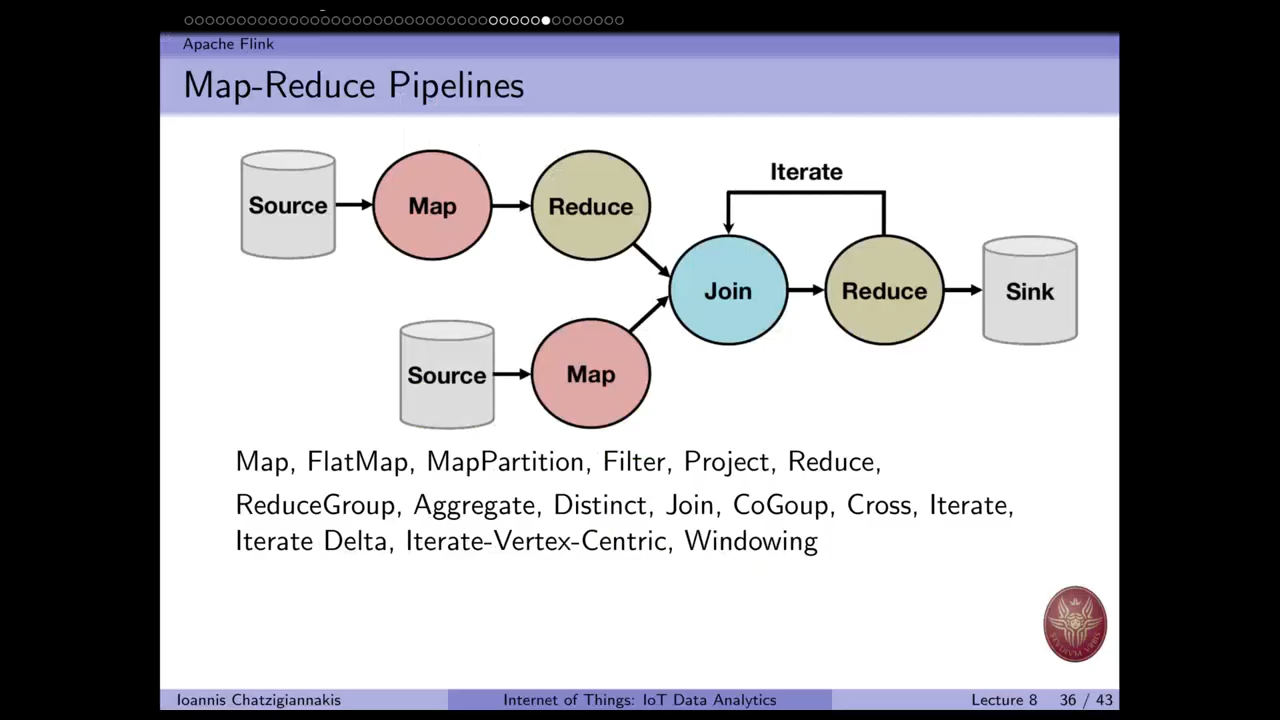 Apache Flink
Map-Reduce Pipelines
Iterate
Source
Map
Reduce
Join
Reduce
Sink
Source
Map
Map, FlatMap, MapPartition, Filter, Project, Reduce,
ReduceGroup, Aggregate, Distinct, Join, CoGoup, Cross, Iterate,
Iterate Delta, Iterate-Vertex-Centric, Windowing
Ioannis Chatzigiannakis
Internet of Things: IoT Data Analytics
Lecture 8
36 / 43